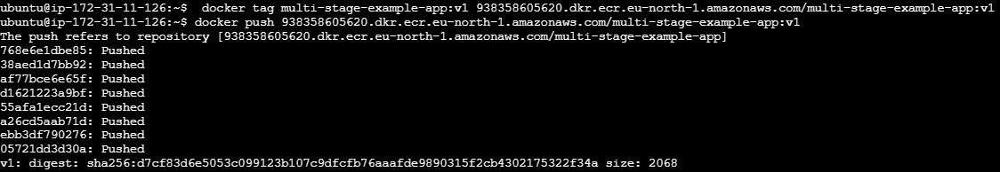 ubuntu@ip-172-31-11-126:~$  docker tag multi-stage-example-app:v1 938358605620.dkr.ecr.eu-north-1.amazonaws.com/multi-stage-example-app:v1
ubuntu@ip-172-31-11-126:~$ docker push 938358605620.dkr.ecr.eu-north-1.amazonaws.com/multi-stage-example-app:v1
The push refers to repository [938358605620.dkr.ecr.eu-north-1.amazonaws.com/multi-stage-example-app]
768e6e1dbe85: Pushed
38aed1d7bb92: Pushed
af77bce6e65f: Pushed
d1621223a9bf: Pushed
55afa1ecc21d: Pushed
a26cd5aab71d: Pushed
ebb3df790276: Pushed
05721dd3d30a: Pushed
v1: digest: sha256:d7cf83d6e5053c099123b107c9dfcfb76aaafde9890315f2cb4302175322f34a size: 2068